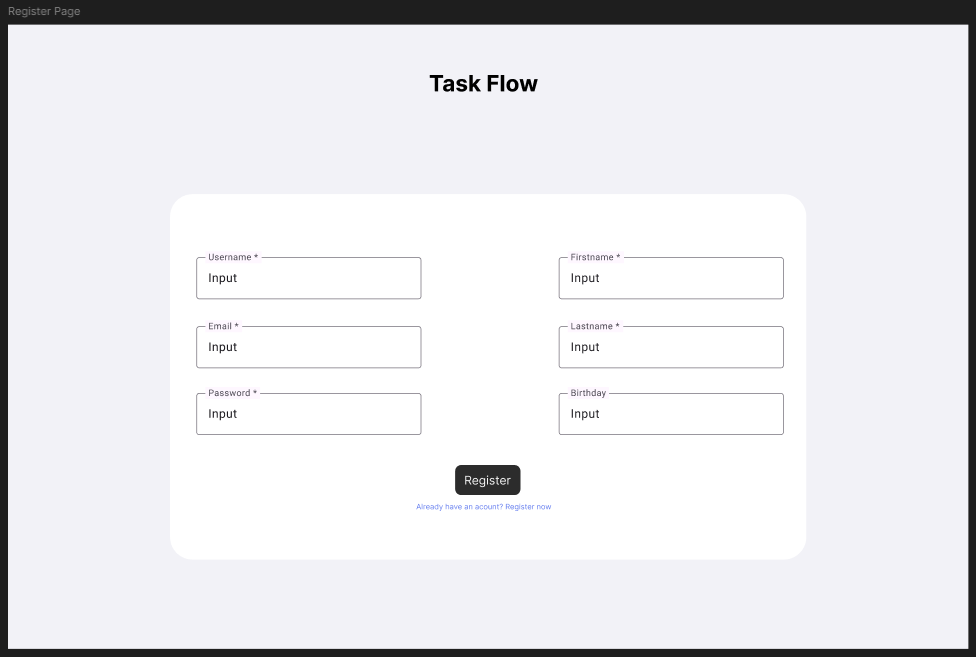 Register Page
Task Flow
Username *
Input
Firstname *
Input
Email *
Input
Lastname *
Input
Password *
Input
Birthday
Input
Register
Already have an acount? Register now